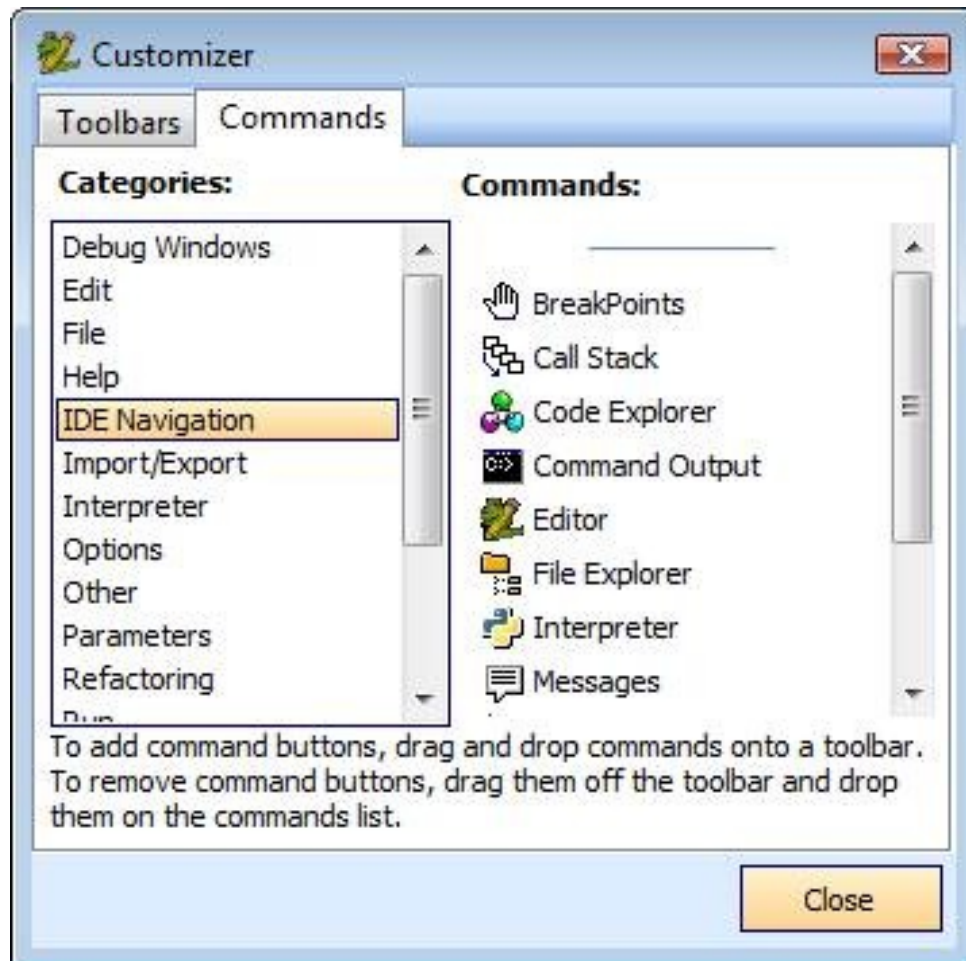 Customizer
Toolbars
Commands
Categories:
Debug Windows
Edit
File
Help
IDE Navigation
Import/Export
Interpreter
Options
Other
Parameters
Refactoring
Run
Commands:
BreakPoints
Call Stack
Code Explorer
Command Output
Editor
File Explorer
Interpreter
Messages
To add command buttons, drag and drop commands onto a toolbar.
To remove command buttons, drag them off the toolbar and drop
them on the commands list.
Close